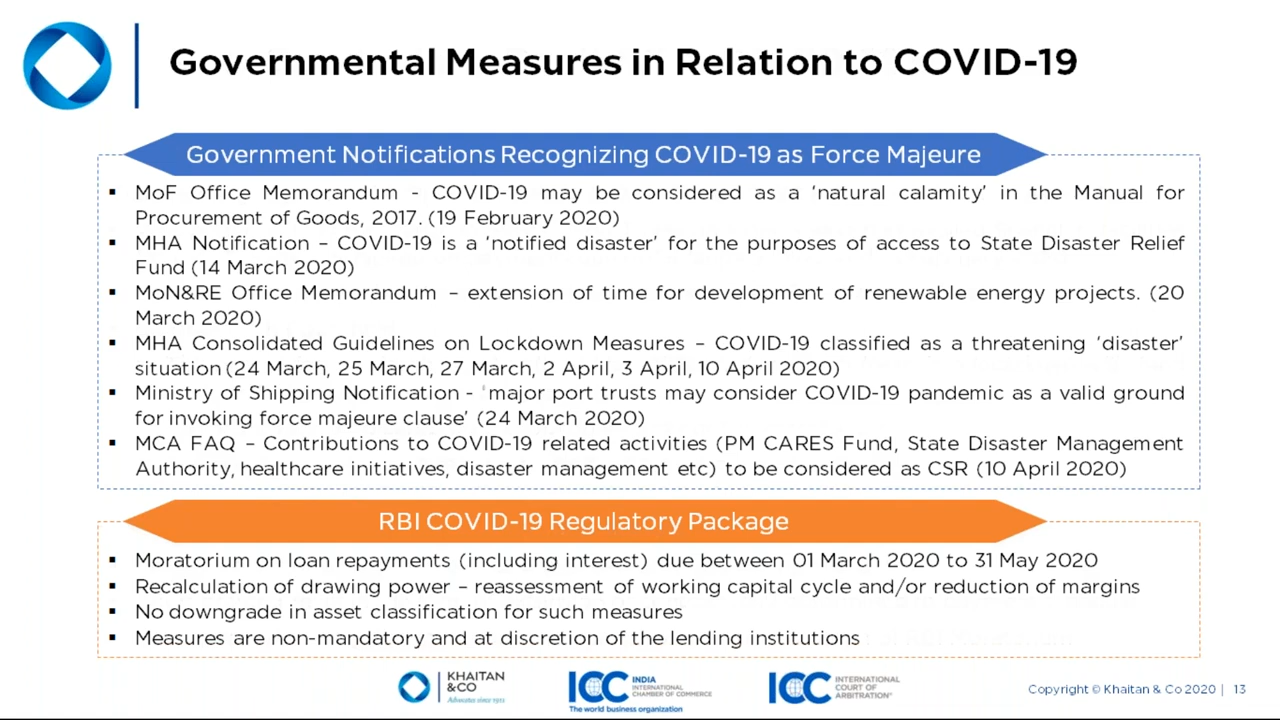 Governmental Measures in Relation to COVID-19
Government Notifications Recognizing COVID-19 as Force Majeure
▪ MoF Office Memorandum - COVID-19 may be considered as a ‘natural calamity’ in the Manual for
Procurement of Goods, 2017. (19 February 2020)
▪ MHA Notification – COVID-19 is a ‘notified disaster’ for the purposes of access to State Disaster Relief
Fund (14 March 2020)
▪ MoN&RE Office Memorandum – extension of time for development of renewable energy projects. (20
March 2020)
▪ MHA Consolidated Guidelines on Lockdown Measures – COVID-19 classified as a threatening ‘disaster’
situation (24 March, 25 March, 27 March, 2 April, 3 April, 10 April 2020)
▪ Ministry of Shipping Notification - ‘major port trusts may consider COVID-19 pandemic as a valid ground
for invoking force majeure clause’ (24 March 2020)
▪ MCA FAQ – Contributions to COVID-19 related activities (PM CARES Fund, State Disaster Management
Authority, healthcare initiatives, disaster management etc) to be considered as CSR (10 April 2020)
RBI COVID-19 Regulatory Package
▪ Moratorium on loan repayments (including interest) due between 01 March 2020 to 31 May 2020
▪ Recalculation of drawing power – reassessment of working capital cycle and/or reduction of margins
▪ No downgrade in asset classification for such measures
▪ Measures are non-mandatory and at discretion of the lending institutions
KHAITAN
&CO
Advocates since 1911
ICC INDIA
INTERNATIONAL
CHAMBER OF COMMERCE
The world business organization
ICC INTERNATIONAL
COURT OF
ARBITRATION®
Copyright © Khaitan & Co 2020 | 13